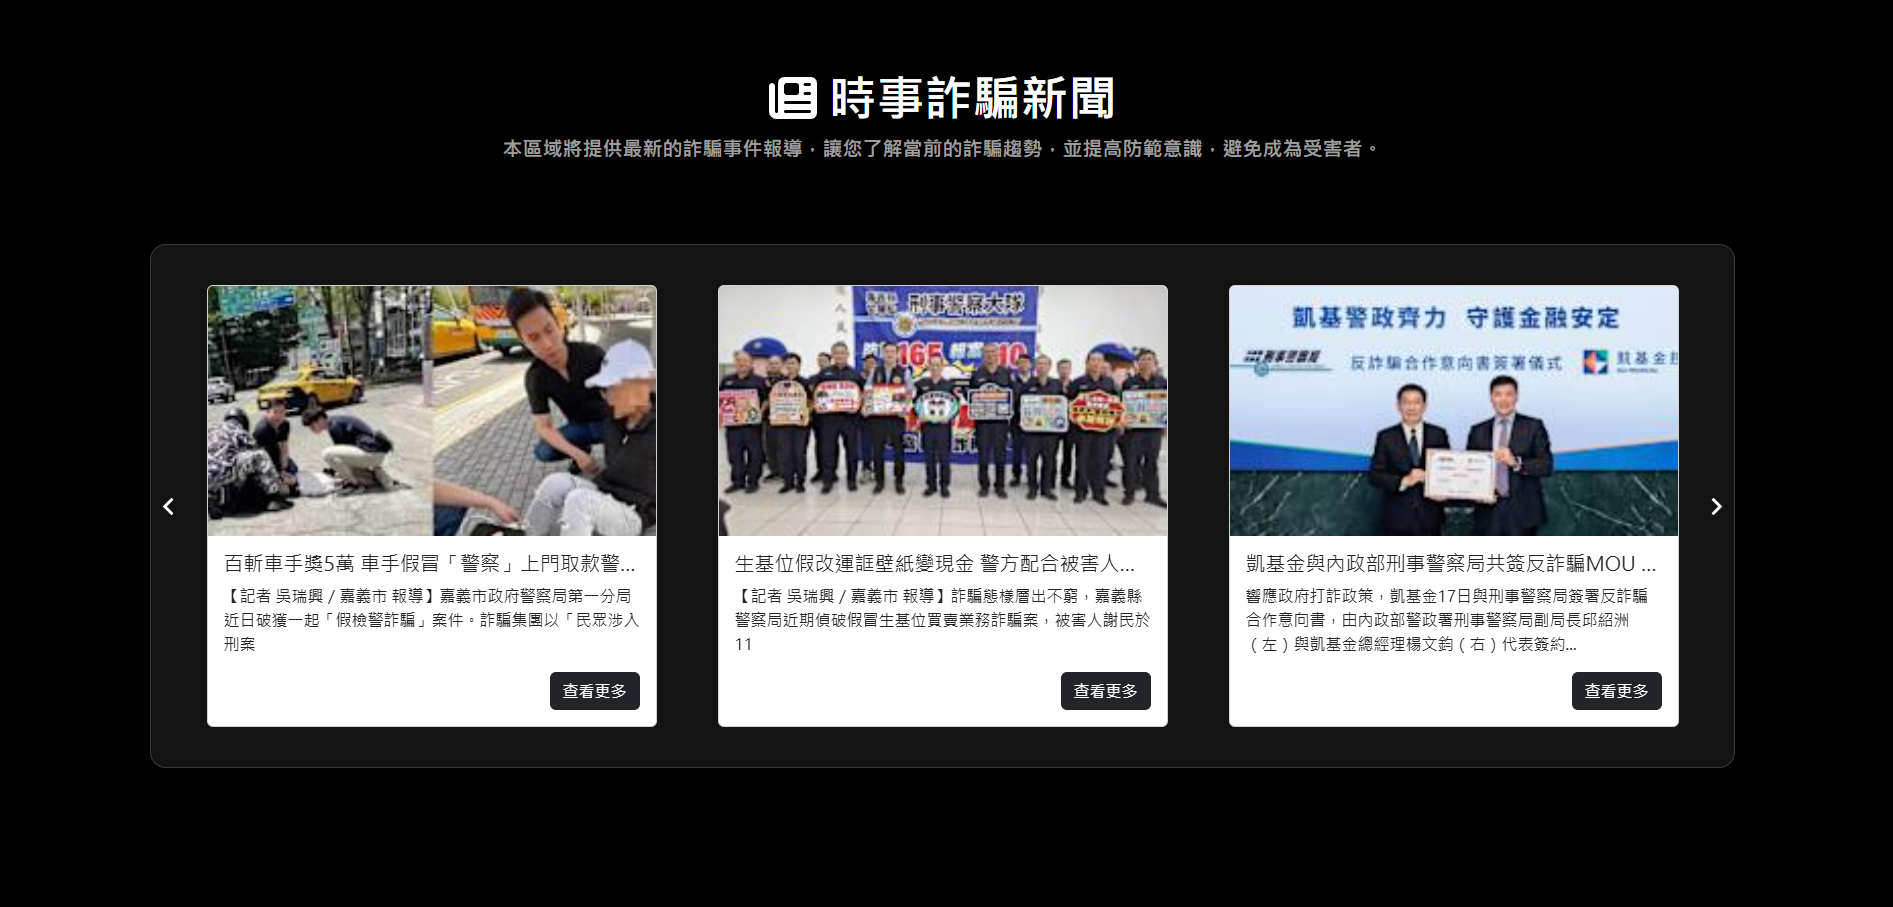 時事詐騙新聞
本區域將提供最新的詐騙事件報導，讓您了解當前的詐騙趨勢，並提高防範意識，避免成為受害者。
刑事警察大隊
165
110
凱基警政齊力 守護金融安定
刑事警察局
反詐騙合作意向書簽署儀式
凱基金控
百斬車手獎5萬 車手假冒「警察」上門取款警...
【記者 吳瑞興／嘉義市 報導】嘉義市政府警察局第一分局
近日破獲一起「假檢警詐騙」案件。詐騙集團以「民眾涉入
刑案
查看更多
生基位假改運誆壁紙變現金 警方配合被害人...
【記者 吳瑞興／嘉義市 報導】詐騙態樣層出不窮，嘉義縣
警察局近期偵破假冒生基位買賣業務詐騙案，被害人謝民於
11
查看更多
凱基金與內政部刑事警察局共簽反詐騙MOU ...
響應政府打詐政策，凱基金17日與刑事警察局簽署反詐騙
合作意向書，由內政部警政署刑事警察局副局長邱紹洲
（左）與凱基金總經理楊文鈞（右）代表簽約...
查看更多